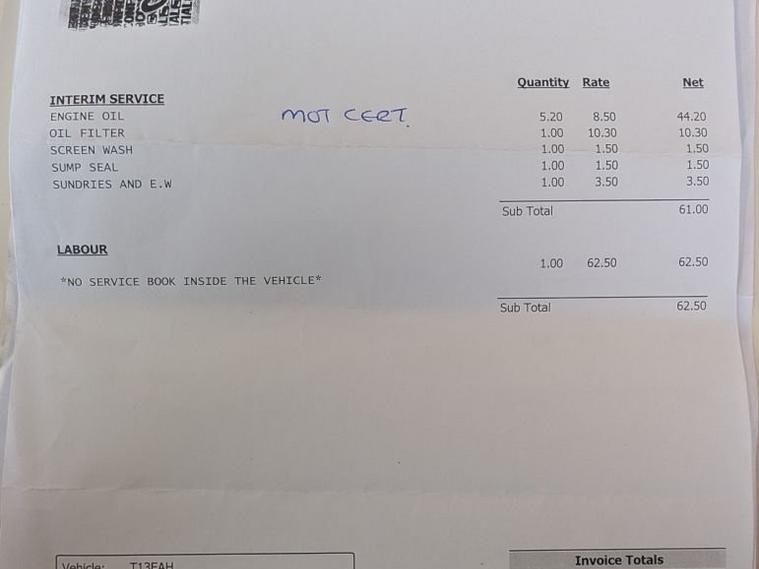 Quantity Rate Net
INTERIM SERVICE
ENGINE OIL MOT CERT. 5.20 8.50 44.20
OIL FILTER 1.00 10.30 10.30
SCREEN WASH 1.00 1.50 1.50
SUMP SEAL 1.00 1.50 1.50
SUNDRIES AND E.W 1.00 3.50 3.50
Sub Total 61.00
LABOUR
1.00 62.50 62.50
*NO SERVICE BOOK INSIDE THE VEHICLE*
Sub Total 62.50
Vehicle: T13FAH
Invoice Totals